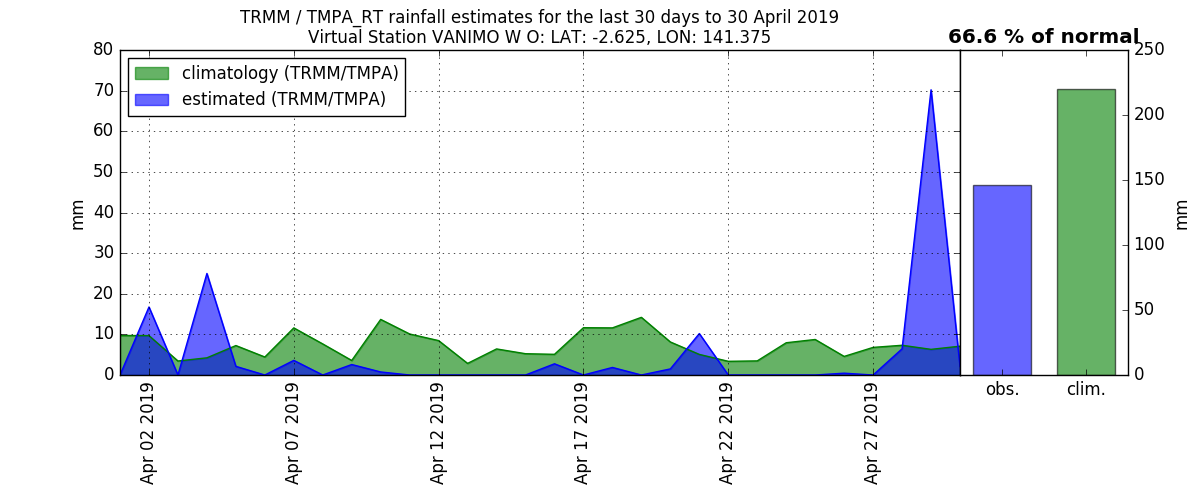 TRMM / TMPA_RT rainfall estimates for the last 30 days to 30 April 2019
Virtual Station VANIMO W O: LAT: -2.625, LON: 141.375
66.6 % of normal
climatology (TRMM/TMPA)
estimated (TRMM/TMPA)
80
70
60
50
40
30
20
10
0
mm
Apr 02 2019
Apr 07 2019
Apr 12 2019
Apr 17 2019
Apr 22 2019
Apr 27 2019
obs.
clim.
250
200
150
100
50
0
mm